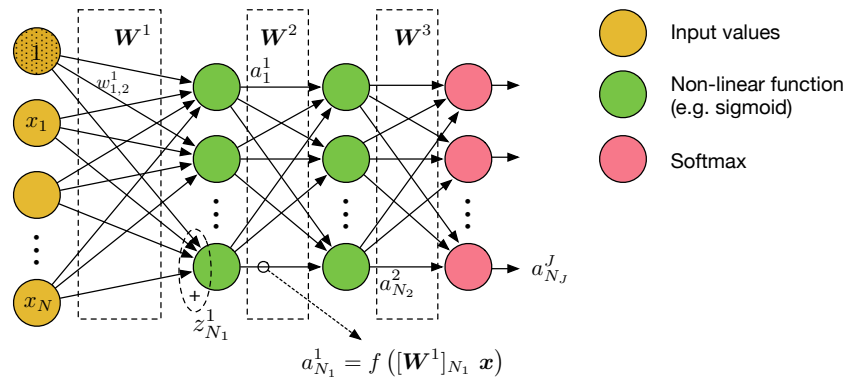 1
x_1
x_N
W^1
W^2
W^3
w^1_{1,2}
a^1_1
+
z^1_{N_1}
a^2_{N_2}
a^J_{N_J}
a^1_{N_1} = f ([W^1]_{N_1} x)
Input values
Non-linear function
(e.g. sigmoid)
Softmax